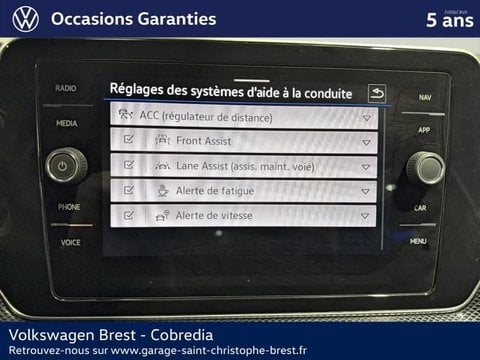 Occasions Garanties
JUSQU'À
5 ans
Réglages des systèmes d'aide à la conduite
RADIO
MEDIA
PHONE
VOICE
NAV
APP
CAR
MENU
ACC (régulateur de distance)
Front Assist
Lane Assist (assis. maint. voie)
Alerte de fatigue
Alerte de vitesse
Volkswagen Brest - Cobredia
Retrouvez-nous sur www.garage-saint-christophe-brest.fr